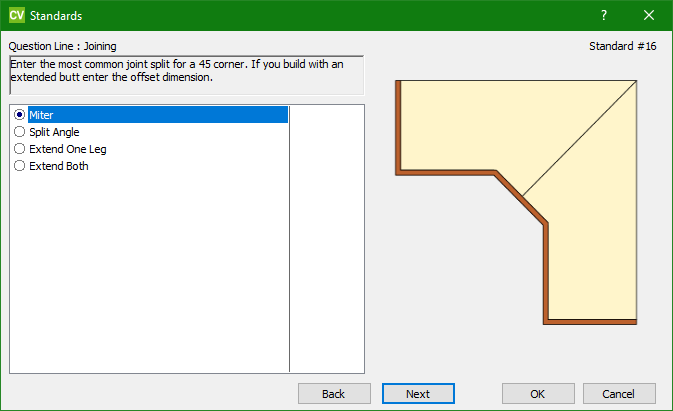 CV Standards ?
Question Line : Joining Standard #16
Enter the most common joint split for a 45 corner. If you build with an
extended butt enter the offset dimension.
Miter
Split Angle
Extend One Leg
Extend Both
Back Next OK Cancel